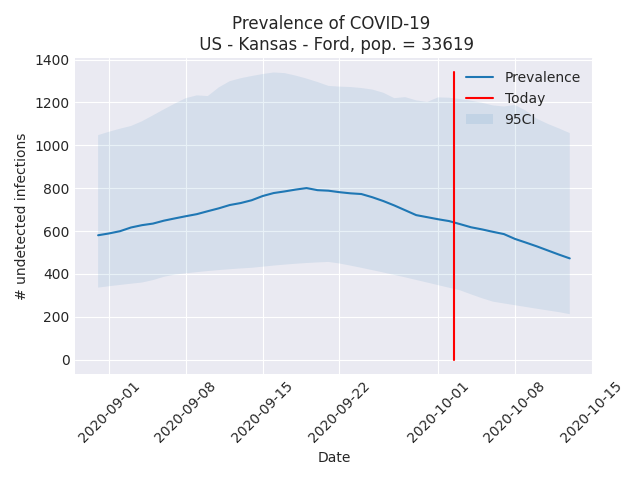 Prevalence of COVID-19
US - Kansas - Ford, pop. = 33619
1400
1200
1000
800
600
400
200
0
# undetected infections
Prevalence
Today
95CI
2020-09-01
2020-09-08
2020-09-15
2020-09-22
2020-10-01
2020-10-08
2020-10-15
Date